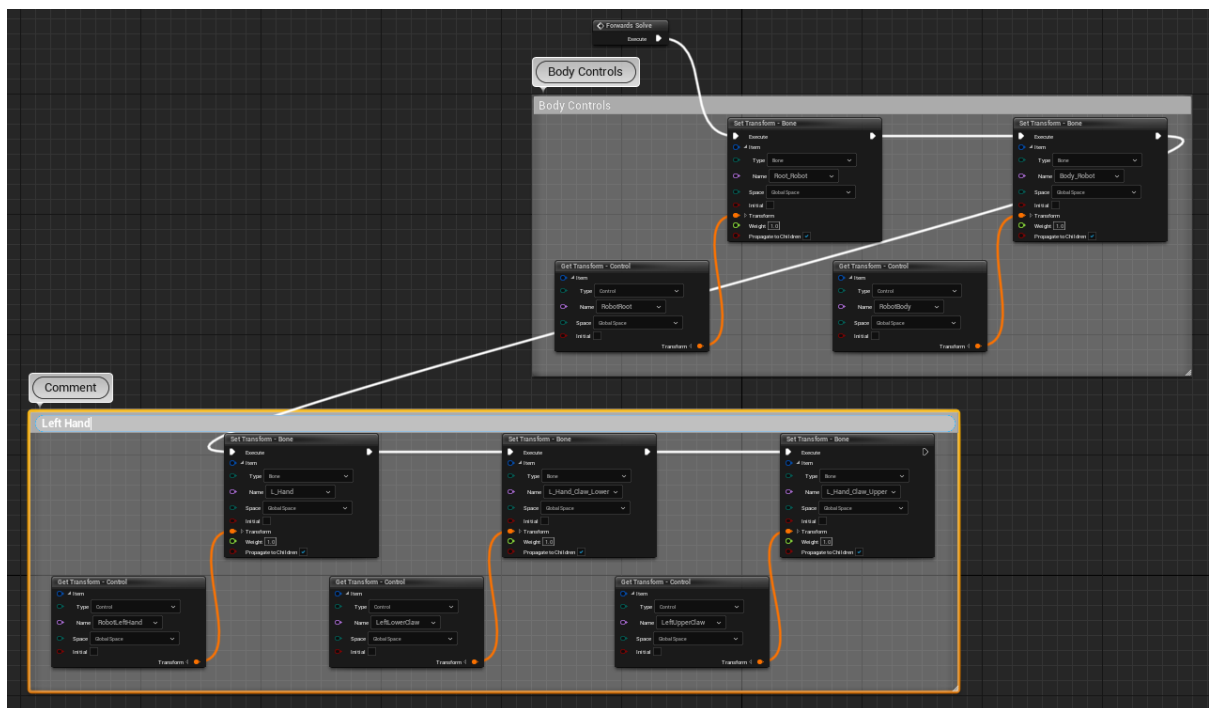 Forwards Solve
Execute
Body Controls
Body Controls
Set Transform - Bone
Execute
Item
Type Bone
Name Root_Robot
Space Global Space
Initial
Transform
Weight 1.0
Propagate to Children
Set Transform - Bone
Execute
Item
Type Bone
Name Body_Robot
Space Global Space
Initial
Transform
Weight 1.0
Propagate to Children
Get Transform - Control
Item
Type Control
Name RobotRoot
Space Global Space
Initial
Transform
Get Transform - Control
Item
Type Control
Name RobotBody
Space Global Space
Initial
Transform
Comment
Left Hand
Set Transform - Bone
Execute
Item
Type Bone
Name L_Hand
Space Global Space
Initial
Transform
Weight 1.0
Propagate to Children
Set Transform - Bone
Execute
Item
Type Bone
Name L_Hand_Claw_Lower
Space Global Space
Initial
Transform
Weight 1.0
Propagate to Children
Set Transform - Bone
Execute
Item
Type Bone
Name L_Hand_Claw_Upper
Space Global Space
Initial
Transform
Weight 1.0
Propagate to Children
Get Transform - Control
Item
Type Control
Name RobotLeftHand
Space Global Space
Initial
Transform
Get Transform - Control
Item
Type Control
Name LeftLowerClaw
Space Global Space
Initial
Transform
Get Transform - Control
Item
Type Control
Name LeftUpperClaw
Space Global Space
Initial
Transform